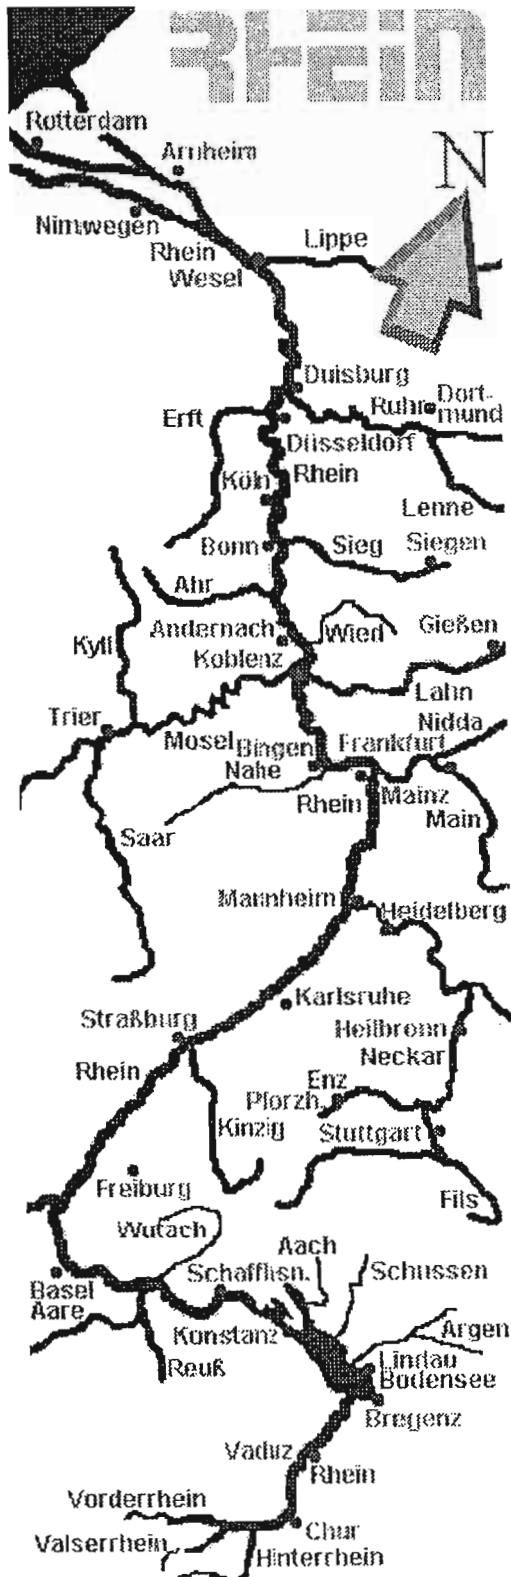 RHEIN
N
Rotterdam
Arnheim
Nimwegen
Rhein
Lippe
Wesel
Duisburg
Ruhr
Dort-
mund
Erft
Düsseldorf
Köln
Rhein
Lenne
Bonn
Sieg
Siegen
Ahr
Andernach
Wied
Gießen
Kyll
Koblenz
Lahn
Trier
Nidda
Mosel
Bingen
Frankfurt
Nahe
Rhein
Mainz
Main
Saar
Mannheim
Heidelberg
Karlsruhe
Straßburg
Heilbronn
Rhein
Neckar
Enz
Pforzh.
Kinzig
Stuttgart
Freiburg
Fils
Wutach
Aach
Schaffhsn.
Schussen
Basel
Aare
Konstanz
Argen
Lindau
Reuß
Bodensee
Bregenz
Vaduz
Rhein
Vorderrhein
Chur
Valserrhein
Hinterrhein